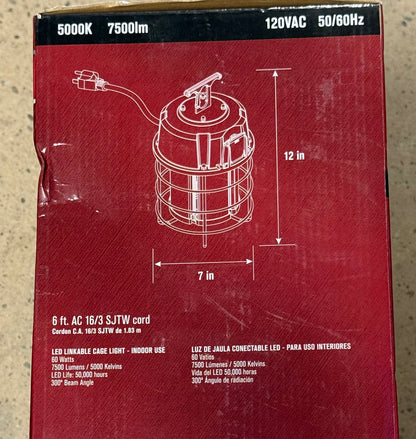 5000K 7500lm 120VAC 50/60Hz
12 in
7 in
6 ft. AC 16/3 SJTW cord
Cordon C.A. 16/3 SJTW de 1.83 m
LED LINKABLE CAGE LIGHT - INDOOR USE
60 Watts
7500 Lumens / 5000 Kelvins
LED Life: 50,000 hours
300° Beam Angle
LUZ DE JAULA CONECTABLE LED - PARA USO INTERIORES
60 Vatios
7500 Lúmenes / 5000 Kelvins
Vida del LED 50,000 horas
300° Ángulo de radiación